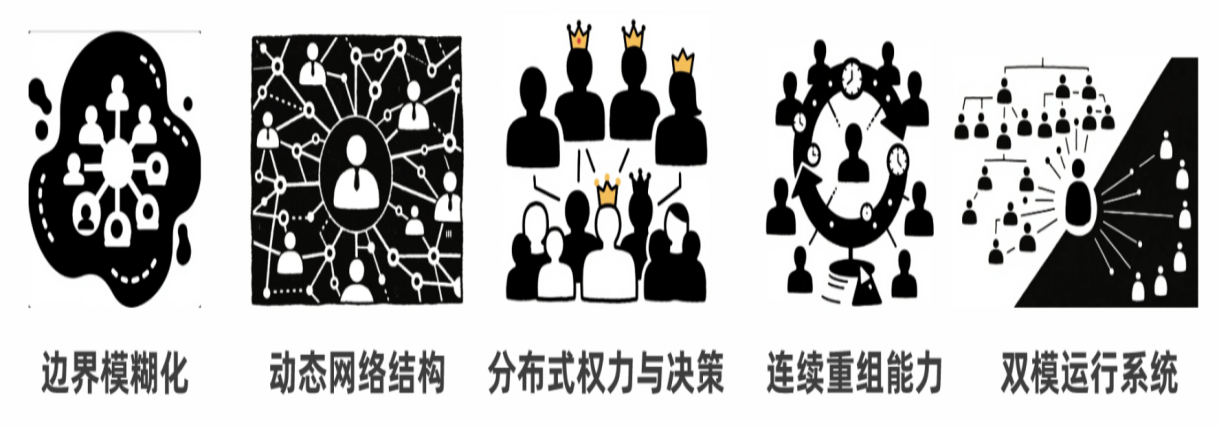 边界模糊化
动态网络结构
分布式权力与决策
连续重组能力
双模运行系统